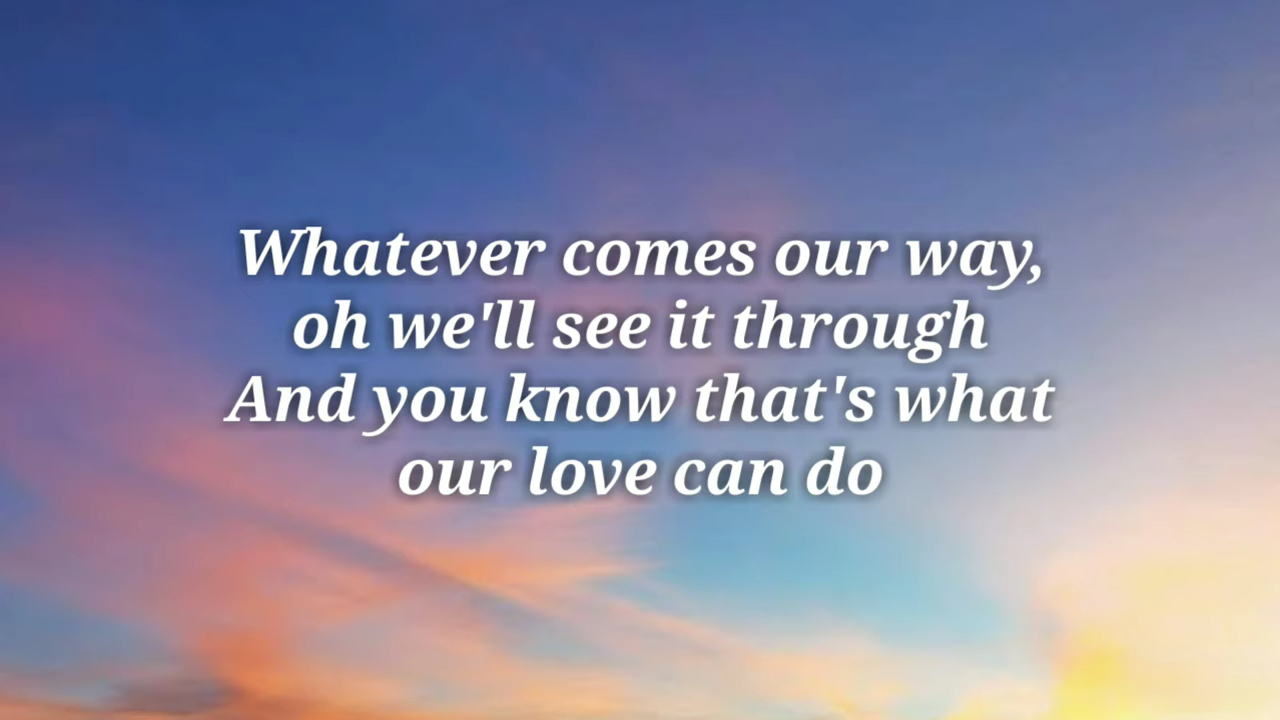 Whatever comes our way,
oh we'll see it through
And you know that's what
our love can do